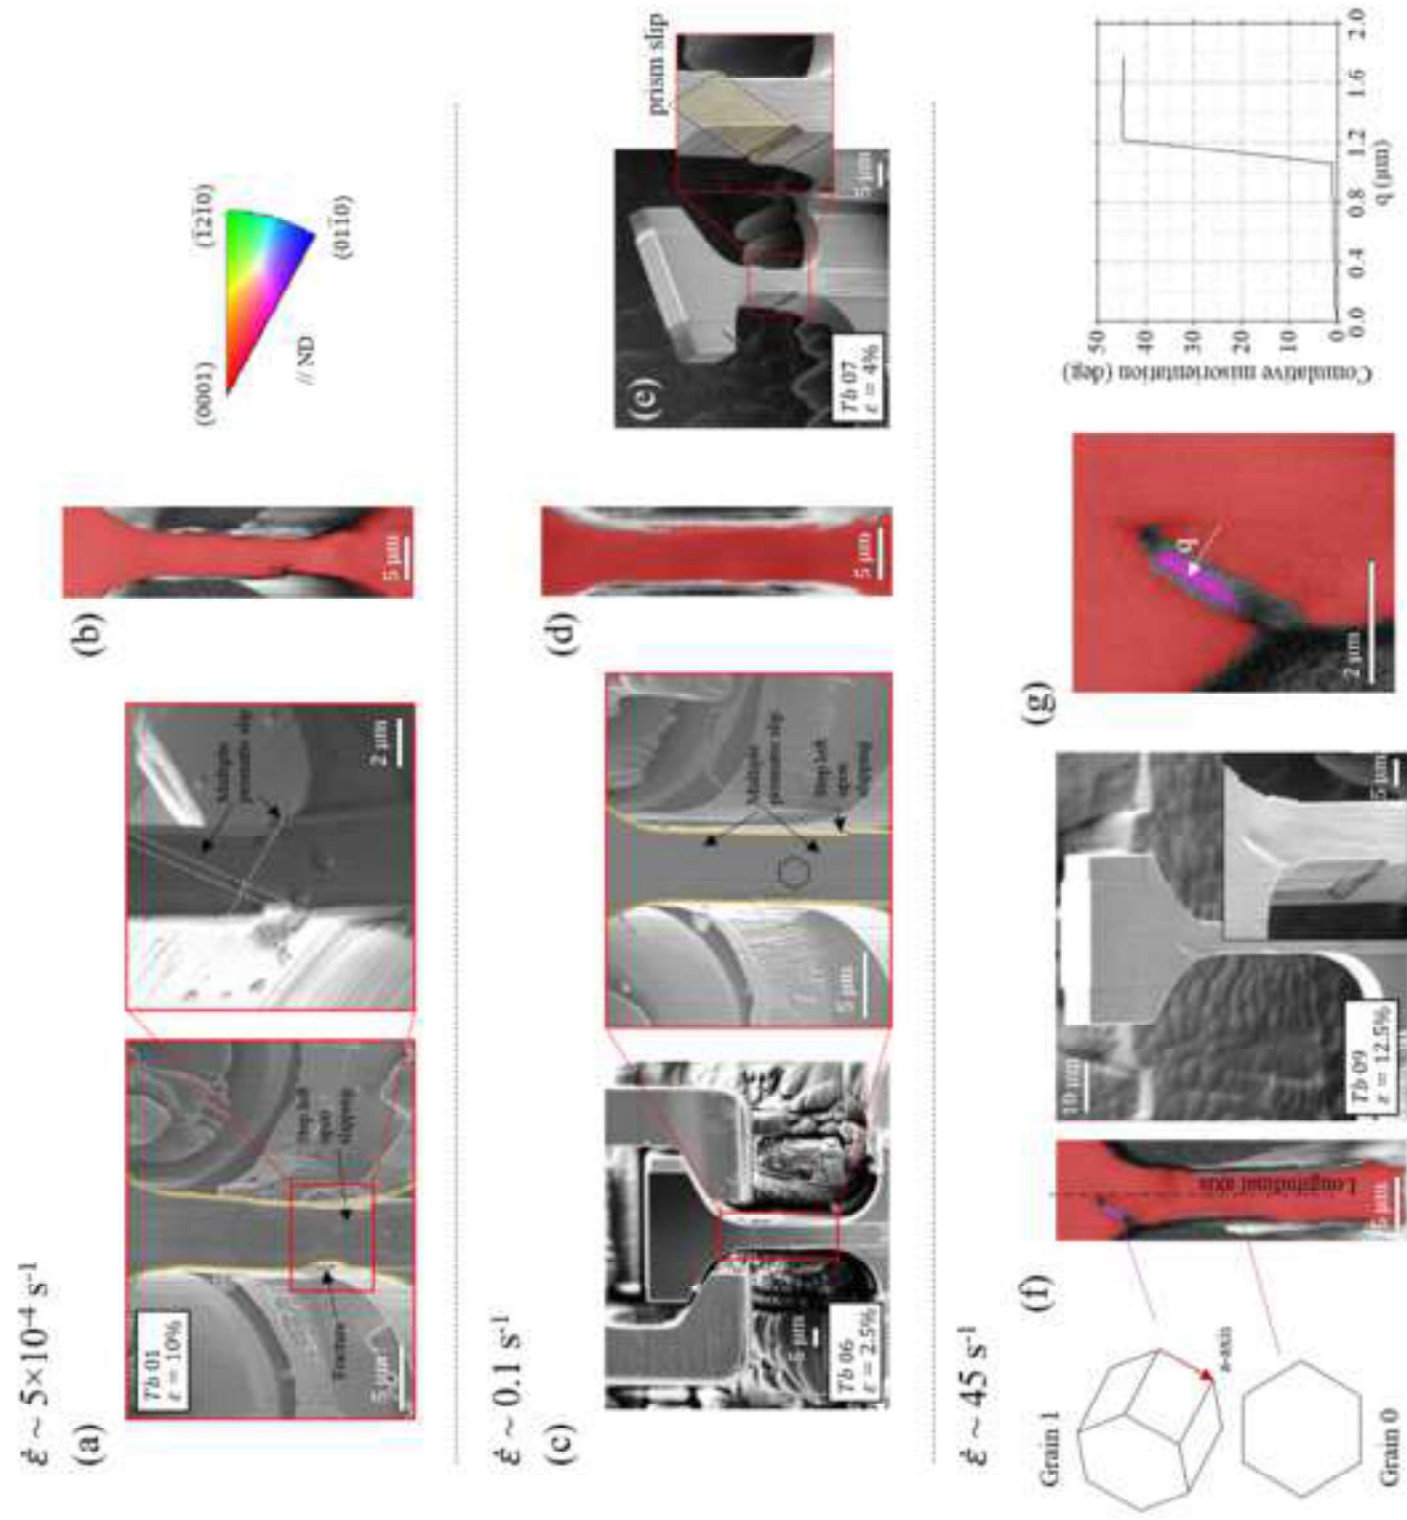 ε̇ ~ 5×10⁻⁴ s⁻¹
(a)
Tb 01
ε = 10%
Fracture
Step left
upon
slipping
5 μm
Multiple
prismatic slip
2 μm
(b)
5 μm
(0001)
(1̄21̄0)
(011̄0)
// ND
ε̇ ~ 0.1 s⁻¹
(c)
Tb 06
ε = 2.5%
5 μm
Multiple
prismatic slip
Step left
upon
slipping
5 μm
(d)
5 μm
(e)
Tb 07
ε = 4%
prism slip
5 μm
ε̇ ~ 45 s⁻¹
(f)
Grain 1
a-axis
Grain 0
Longitudinal axis
5 μm
10 μm
Tb 09
ε = 12.5%
5 μm
(g)
q
2 μm
Cumulative misorientation (deg)
50
40
30
20
10
0
0.0 0.4 0.8 1.2 1.6 2.0
q (μm)